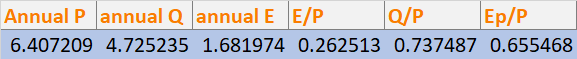 Annual P annual Q annual E E/P Q/P Ep/P
6.407209 4.725235 1.681974 0.262513 0.737487 0.655468